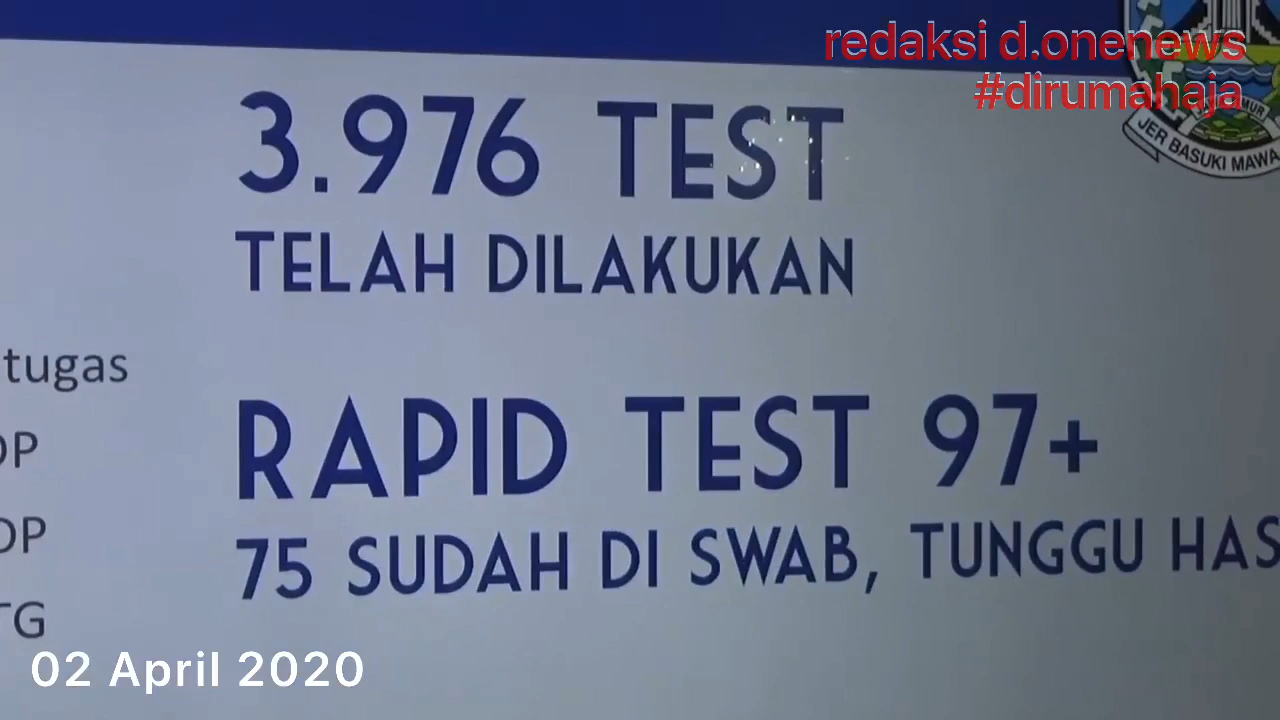 redaksi d.onenews
#dirumahaja
JER BASUKI MAWA
3.976 TEST
TELAH DILAKUKAN
tugas
RAPID TEST 97+
75 SUDAH DI SWAB, TUNGGU HAS
02 April 2020